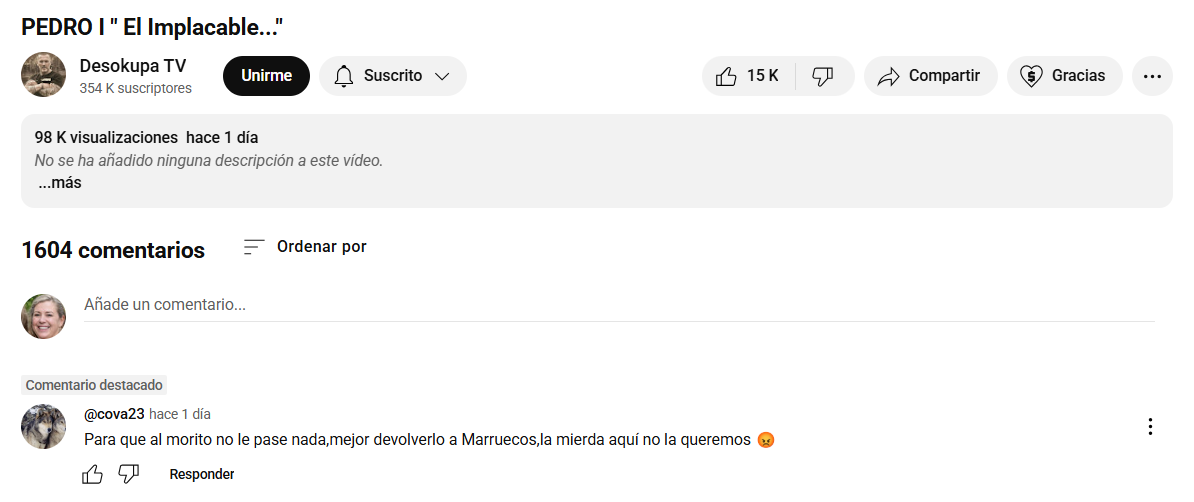 PEDRO I " El Implacable..."
Desokupa TV
354 K suscriptores
Unirme
Suscrito
15 K
Compartir
Gracias
98 K visualizaciones hace 1 día
No se ha añadido ninguna descripción a este vídeo.
...más
1604 comentarios
Ordenar por
Añade un comentario...
Comentario destacado
@cova23 hace 1 día
Para que al morito no le pase nada,mejor devolverlo a Marruecos,la mierda aquí no la queremos 😡
Responder